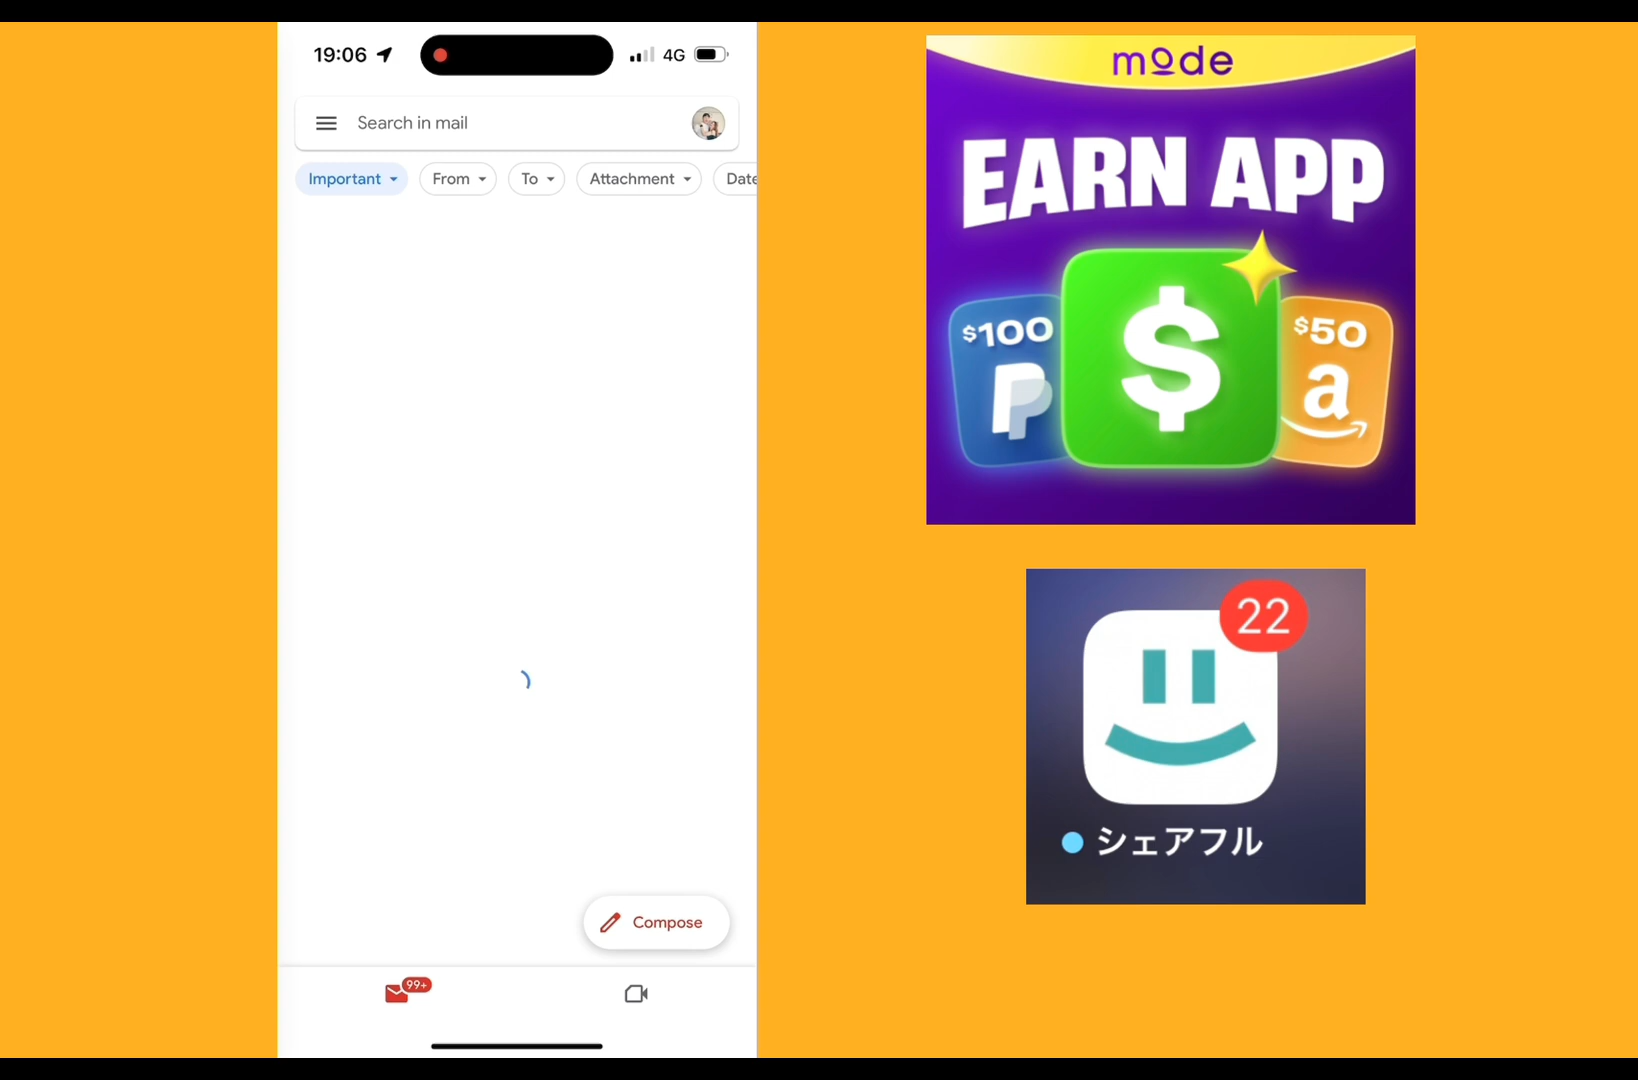 19:06
4G
Search in mail
Important
From
To
Attachment
Date
Compose
99+
mode
EARN APP
$100
$
$50
a
22
シェアフル